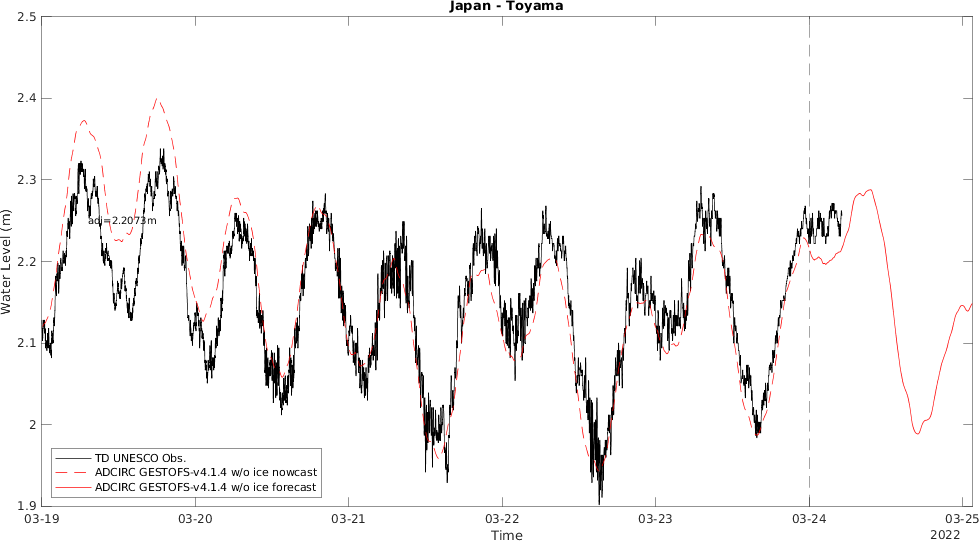 Japan - Toyama
2.5
2.4
2.3
2.2
2.1
2
1.9
Water Level (m)
adj=2.2073m
TD UNESCO Obs.
ADCIRC GESTOFS-v4.1.4 w/o ice nowcast
ADCIRC GESTOFS-v4.1.4 w/o ice forecast
03-19 03-20 03-21 03-22 03-23 03-24 03-25
Time
2022